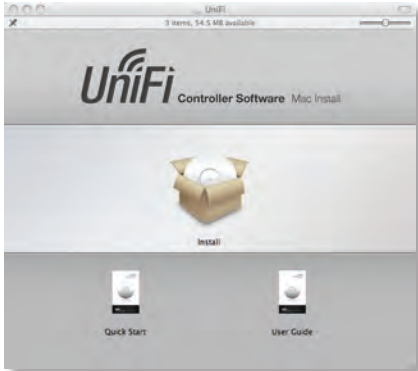 UniFi
3 items, 54.5 MB available
UniFi Controller Software Mac Install
Install
Quick Start
User Guide